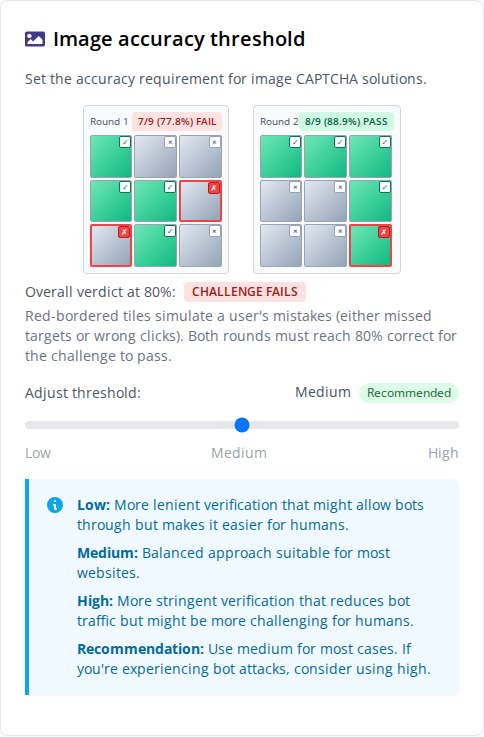 Image accuracy threshold
Set the accuracy requirement for image CAPTCHA solutions.
Round 1 7/9 (77.8%) FAIL
Round 2 8/9 (88.9%) PASS
Overall verdict at 80%: CHALLENGE FAILS
Red-bordered tiles simulate a user's mistakes (either missed
targets or wrong clicks). Both rounds must reach 80% correct for
the challenge to pass.
Adjust threshold: Medium Recommended
Low Medium High
Low: More lenient verification that might allow bots
through but makes it easier for humans.
Medium: Balanced approach suitable for most
websites.
High: More stringent verification that reduces bot
traffic but might be more challenging for humans.
Recommendation: Use medium for most cases. If
you're experiencing bot attacks, consider using high.